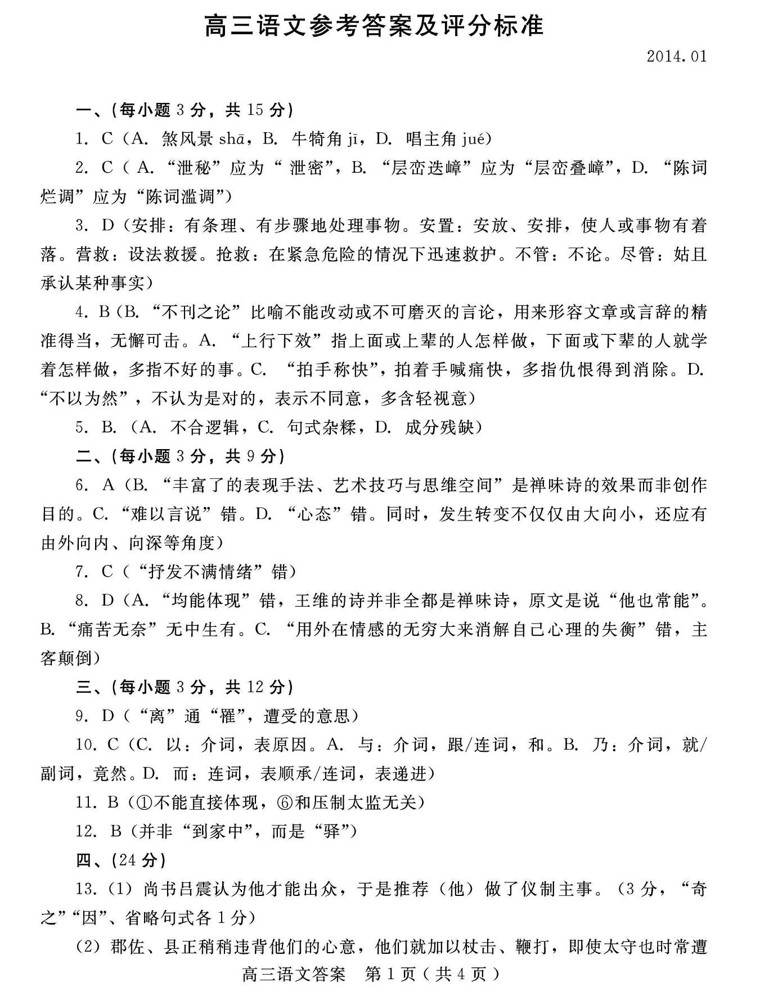 高三语文参考答案及评分标准
2014.01
一、(每小题 3 分，共 15 分)
1. C（A. 煞风景 shā，B. 牛犄角 jī，D. 唱主角 jué）
2. C（ A. “泄秘” 应为 “ 泄密”，B. “层峦迭嶂” 应为 “层峦叠嶂”，D. “陈词
烂调” 应为 “陈词滥调”）
3. D（安排：有条理、有步骤地处理事物。安置：安放、安排，使人或事物有着
落。营救：设法救援。抢救：在紧急危险的情况下迅速救护。不管：不论。尽管：姑且
承认某种事实）
4. B（B. “不刊之论” 比喻不能改动或不可磨灭的言论，用来形容文章或言辞的精
准得当，无懈可击。A. “上行下效” 指上面或上辈的人怎样做，下面或下辈的人就学
着怎样做，多指不好的事。C. “拍手称快”，拍着手喊痛快，多指仇恨得到消除。D.
“不以为然”，不认为是对的，表示不同意，多含轻视意）
5. B.（A. 不合逻辑，C. 句式杂糅，D. 成分残缺）
二、(每小题 3 分，共 9 分)
6. A（B. “丰富了的表现手法、艺术技巧与思维空间” 是禅味诗的效果而非创作
目的。C. “难以言说” 错。D. “心态” 错。同时，发生转变不仅仅由大向小，还应有
由外向内、向深等角度）
7. C（ “抒发不满情绪” 错）
8. D（A. “均能体现” 错，王维的诗并非全都是禅味诗，原文是说 “他也常能”。
B. “痛苦无奈” 无中生有。C. “用外在情感的无穷大来消解自己心理的失衡” 错，主
客颠倒）
三、(每小题 3 分，共 12 分)
9. D（ “离” 通 “罹”，遭受的意思）
10. C（C. 以：介词，表原因。A. 与：介词，跟/连词，和。B. 乃：介词，就/
副词，竟然。D. 而：连词，表顺承/连词，表递进）
11. B（①不能直接体现，⑥和压制太监无关）
12. B（并非 “到家中”，而是 “驿”）
四、(24 分)
13.（1）尚书吕震认为他才能出众，于是推荐（他）做了仪制主事。（3 分，“奇
之” “因”、省略句式各 1 分）
（2）郡佐、县正稍稍违背他们的心意，他们就加以杖击、鞭打，即使太守也时常遭
高三语文答案 第 1 页（ 共 4 页 ）